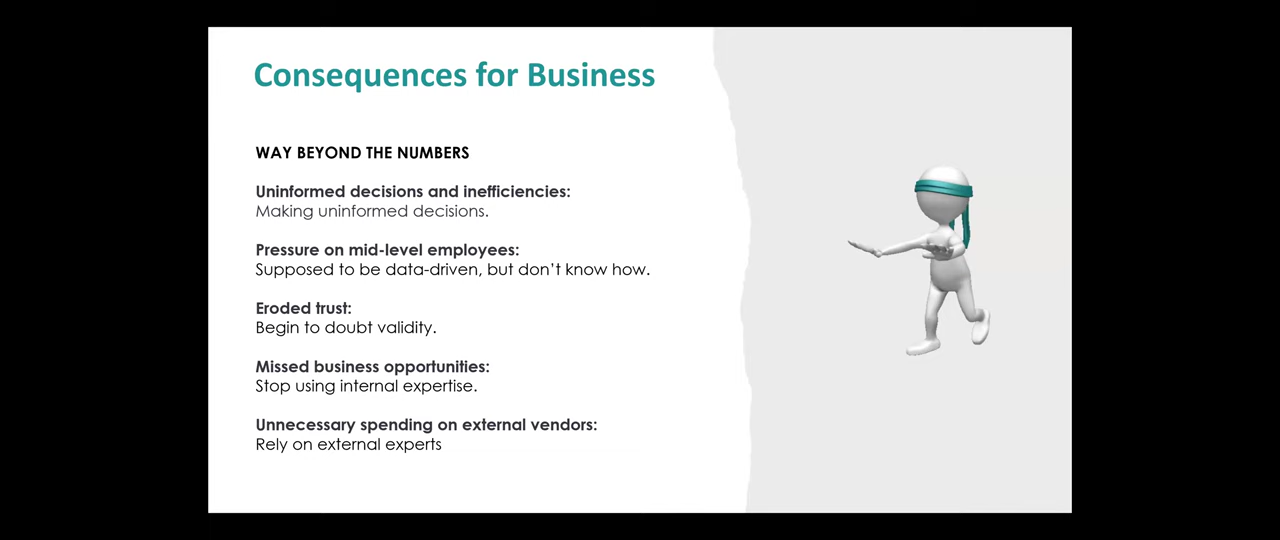 Consequences for Business
WAY BEYOND THE NUMBERS
Uninformed decisions and inefficiencies:
Making uninformed decisions.
Pressure on mid-level employees:
Supposed to be data-driven, but don’t know how.
Eroded trust:
Begin to doubt validity.
Missed business opportunities:
Stop using internal expertise.
Unnecessary spending on external vendors:
Rely on external experts